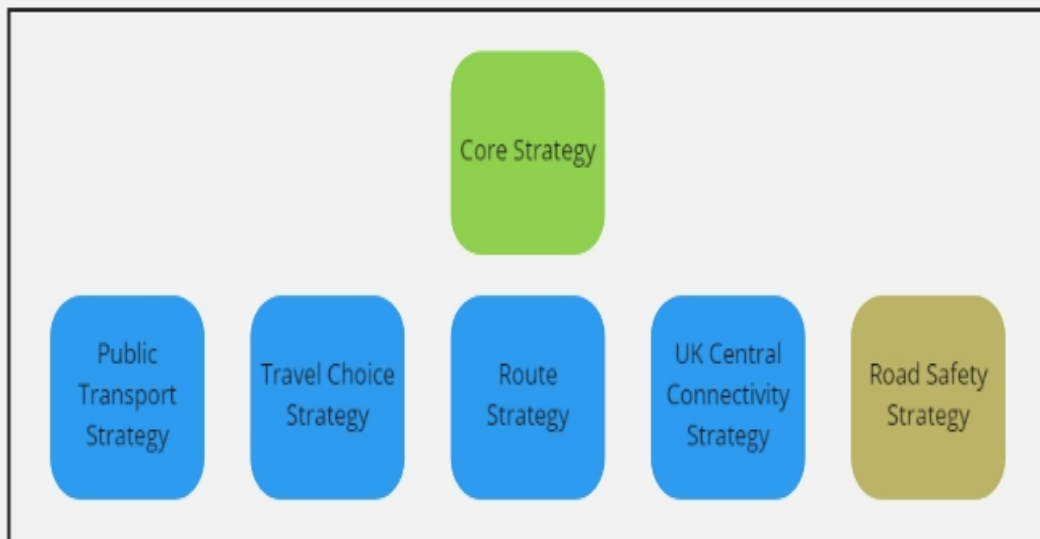 Core Strategy
Public
Transport
Strategy
Travel Choice
Strategy
Route
Strategy
UK Central
Connectivity
Strategy
Road Safety
Strategy